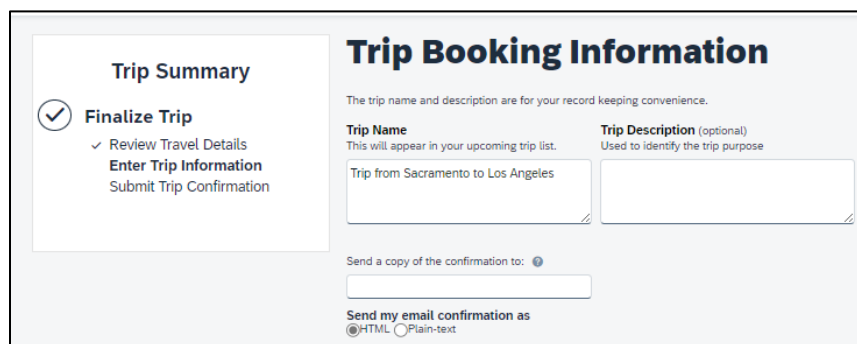 Trip Summary
Finalize Trip
Review Travel Details
Enter Trip Information
Submit Trip Confirmation
Trip Booking Information
The trip name and description are for your record keeping convenience.
Trip Name
This will appear in your upcoming trip list.
Trip from Sacramento to Los Angeles
Trip Description (optional)
Used to identify the trip purpose
Send a copy of the confirmation to: ?
Send my email confirmation as
HTML Plain-text